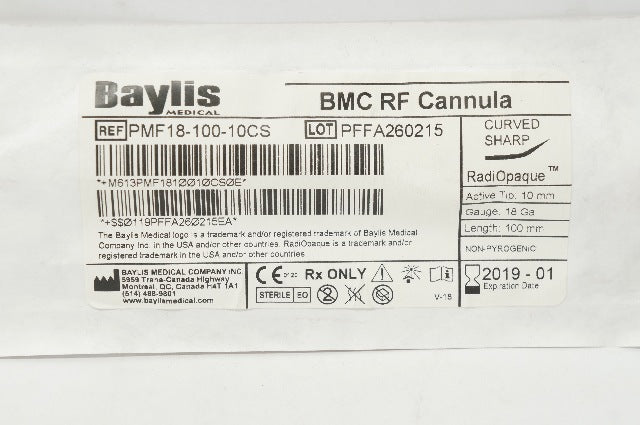 Baylis
MEDICAL
BMC RF Cannula
REF PMF18-100-10CS
LOT PFFA260215
CURVED
SHARP
RadiOpaque™
*+M613PMF1810010CS0E*
*+$$0119PFFA260215EA*
Active Tip: 10 mm
Gauge: 18 Ga
Length: 100 mm
NON-PYROGENIC
The Baylis Medical logo is a trademark and/or registered trademark of Baylis Medical
Company Inc. in the USA and/or other countries. RadiOpaque is a trademark and/or
registered trademark in the USA and/or other countries
BAYLIS MEDICAL COMPANY INC.
5959 Trans-Canada Highway
Montreal, QC, Canada H4T 1A1
(514) 488-9801
www.baylismedical.com
CE 0120 Rx ONLY
STERILE EO
V-18
2019 - 01
Expiration Date